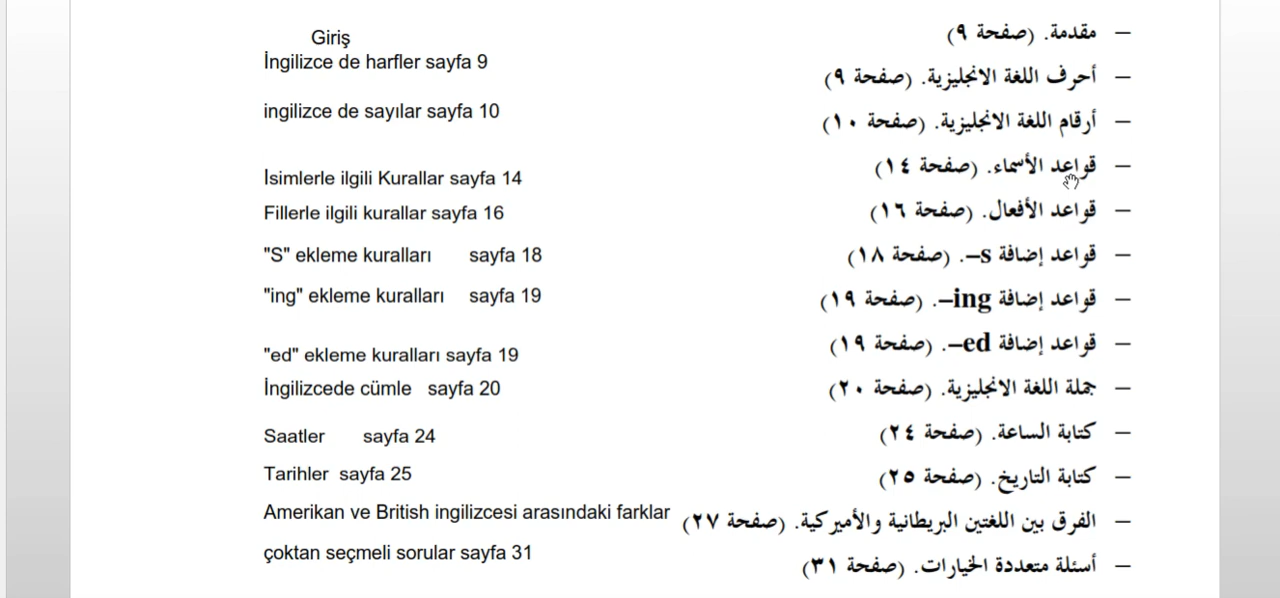 Giriş
مقدمة. (صفحة ٩)
İngilizce de harfler sayfa 9
أحرف اللغة الانجليزية. (صفحة ٩)
ingilizce de sayılar sayfa 10
أرقام اللغة الانجليزية. (صفحة ١٠)
İsimlerle ilgili Kurallar sayfa 14
قواعد الأسماء. (صفحة ١٤)
Fillerle ilgili kurallar sayfa 16
قواعد الأفعال. (صفحة ١٦)
"S" ekleme kuralları sayfa 18
قواعد إضافة s–. (صفحة ١٨)
"ing" ekleme kuralları sayfa 19
قواعد إضافة ing–. (صفحة ١٩)
"ed" ekleme kuralları sayfa 19
قواعد إضافة ed–. (صفحة ١٩)
İngilizcede cümle sayfa 20
جملة اللغة الانجليزية. (صفحة ٢٠)
Saatler sayfa 24
كتابة الساعة. (صفحة ٢٤)
Tarihler sayfa 25
كتابة التاريخ. (صفحة ٢٥)
Amerikan ve British ingilizcesi arasındaki farklar
الفرق بين اللغتين البريطانية والأميركية. (صفحة ٢٧)
çoktan seçmeli sorular sayfa 31
أسئلة متعددة الخيارات. (صفحة ٣١)